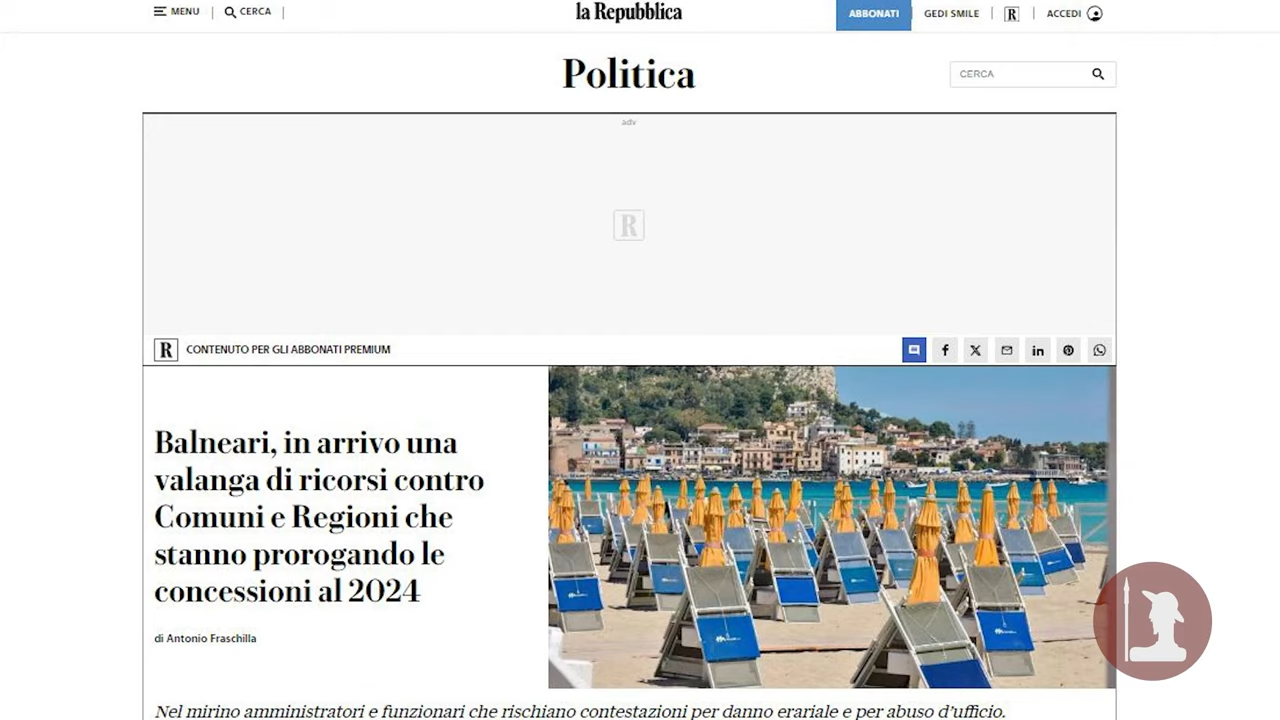 MENU
CERCA
la Repubblica
ABBONATI
GEDI SMILE
R
ACCEDI
Politica
CERCA
adv
R
R
CONTENUTO PER GLI ABBONATI PREMIUM
Balneari, in arrivo una
valanga di ricorsi contro
Comuni e Regioni che
stanno prorogando le
concessioni al 2024
di Antonio Fraschilla
Nel mirino amministratori e funzionari che rischiano contestazioni per danno erariale e per abuso d'ufficio.